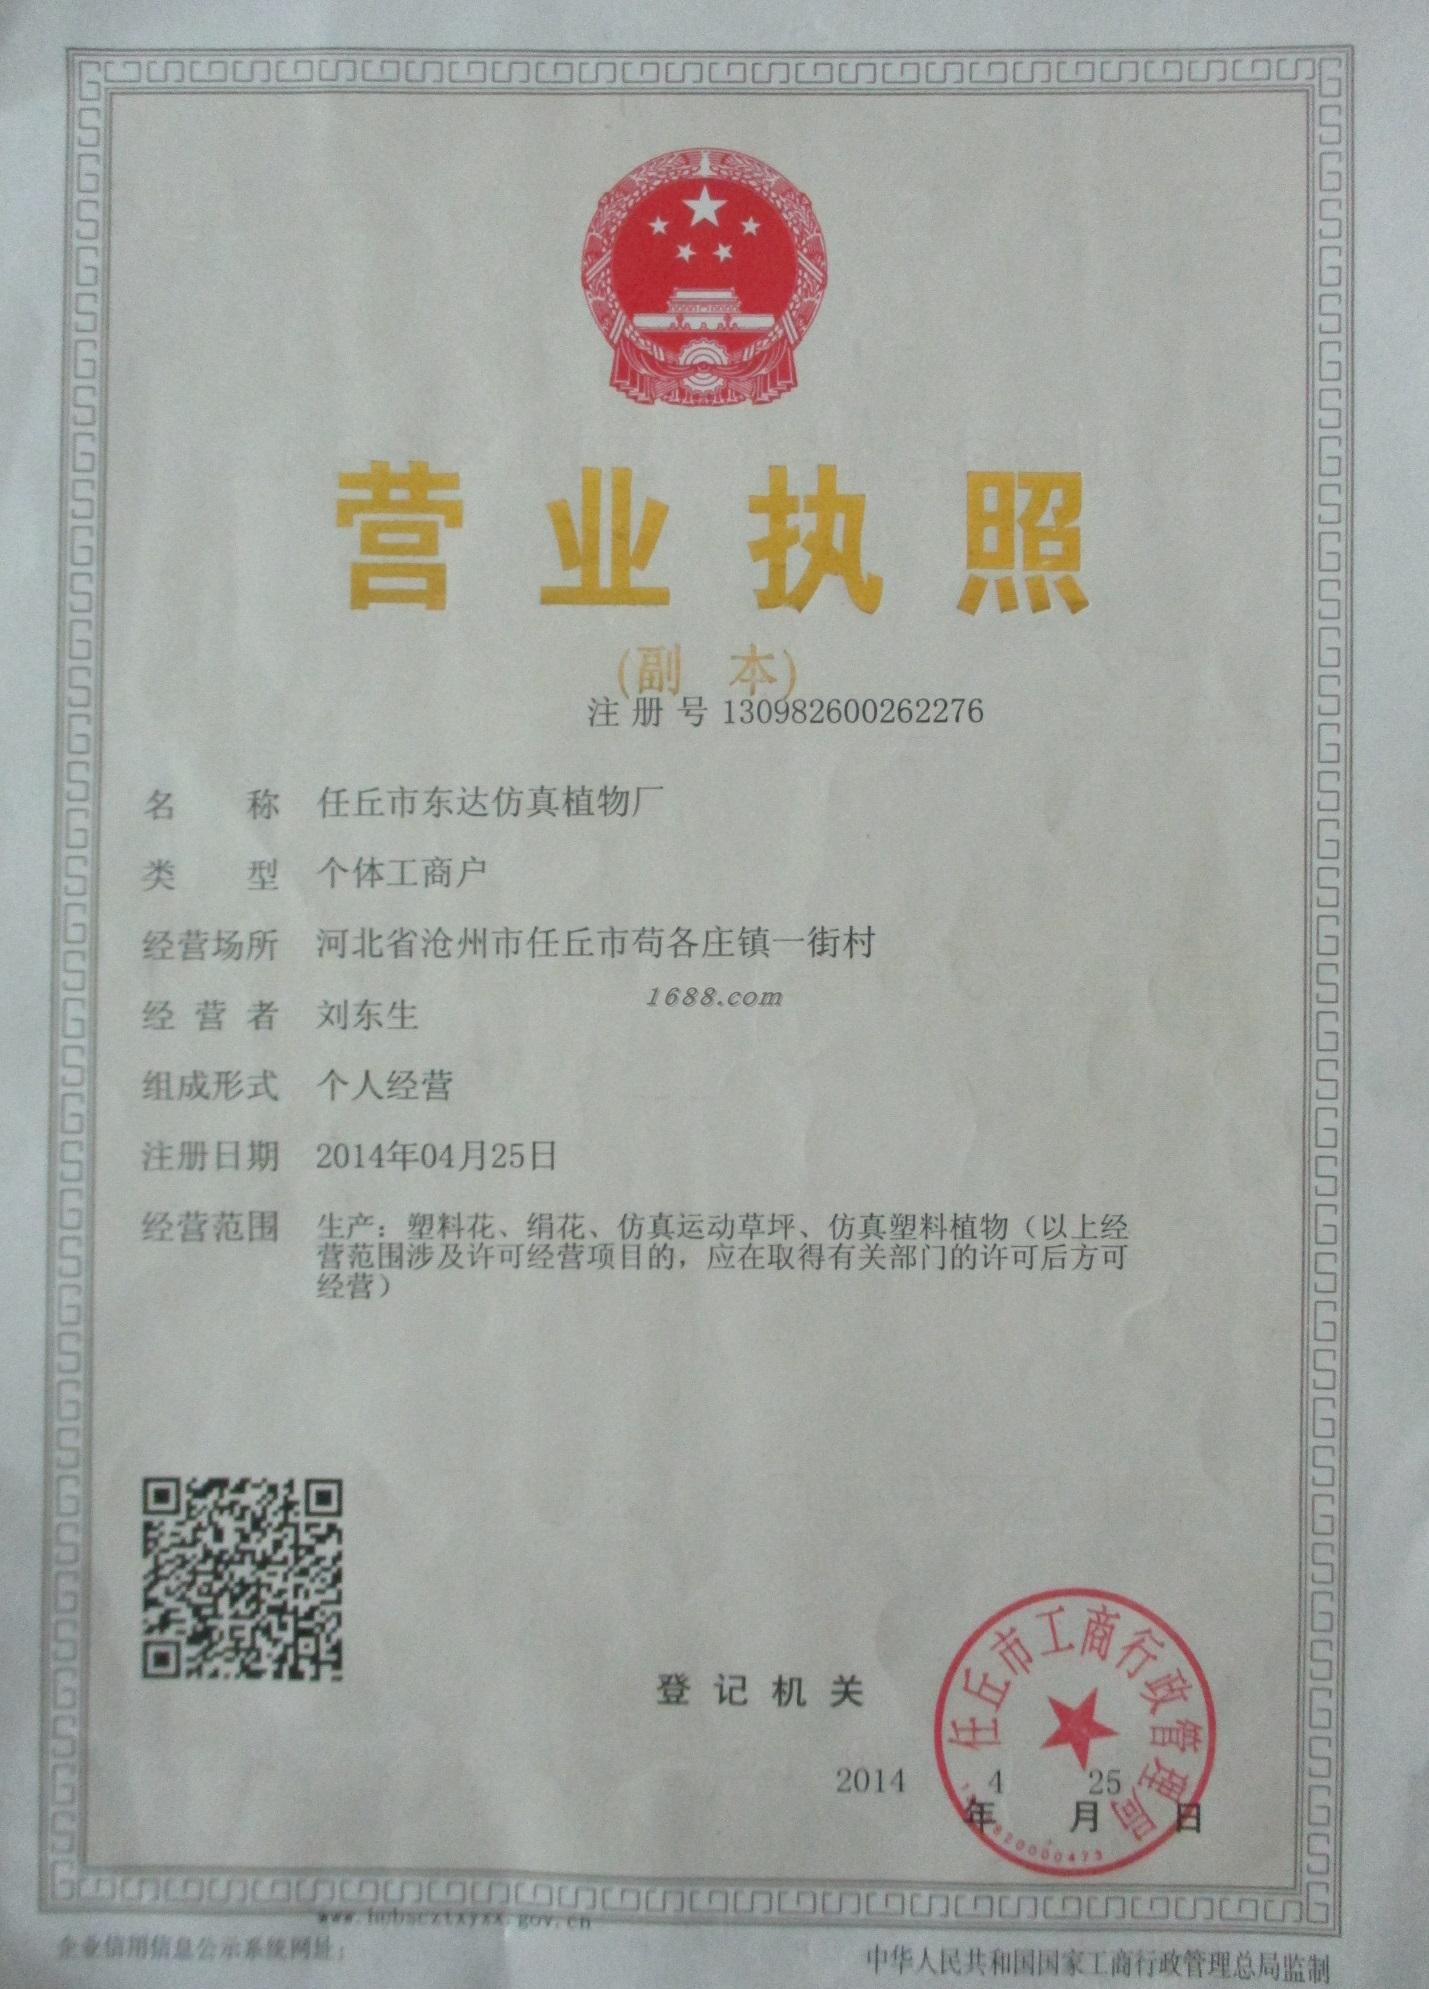 营业执照
(副 本)
注册号 130982600262276
名 称 任丘市东达仿真植物厂
类 型 个体工商户
经营场所 河北省沧州市任丘市苟各庄镇一街村
1688.com
经营者 刘东生
组成形式 个人经营
注册日期 2014年04月25日
经营范围 生产：塑料花、绢花、仿真运动草坪、仿真塑料植物（以上经
营范围涉及许可经营项目的，应在取得有关部门的许可后方可
经营）
登记机关
任丘市工商行政管理局
2014 4 25
年 月 日
企业信用信息公示系统网址：
中华人民共和国国家工商行政管理总局监制